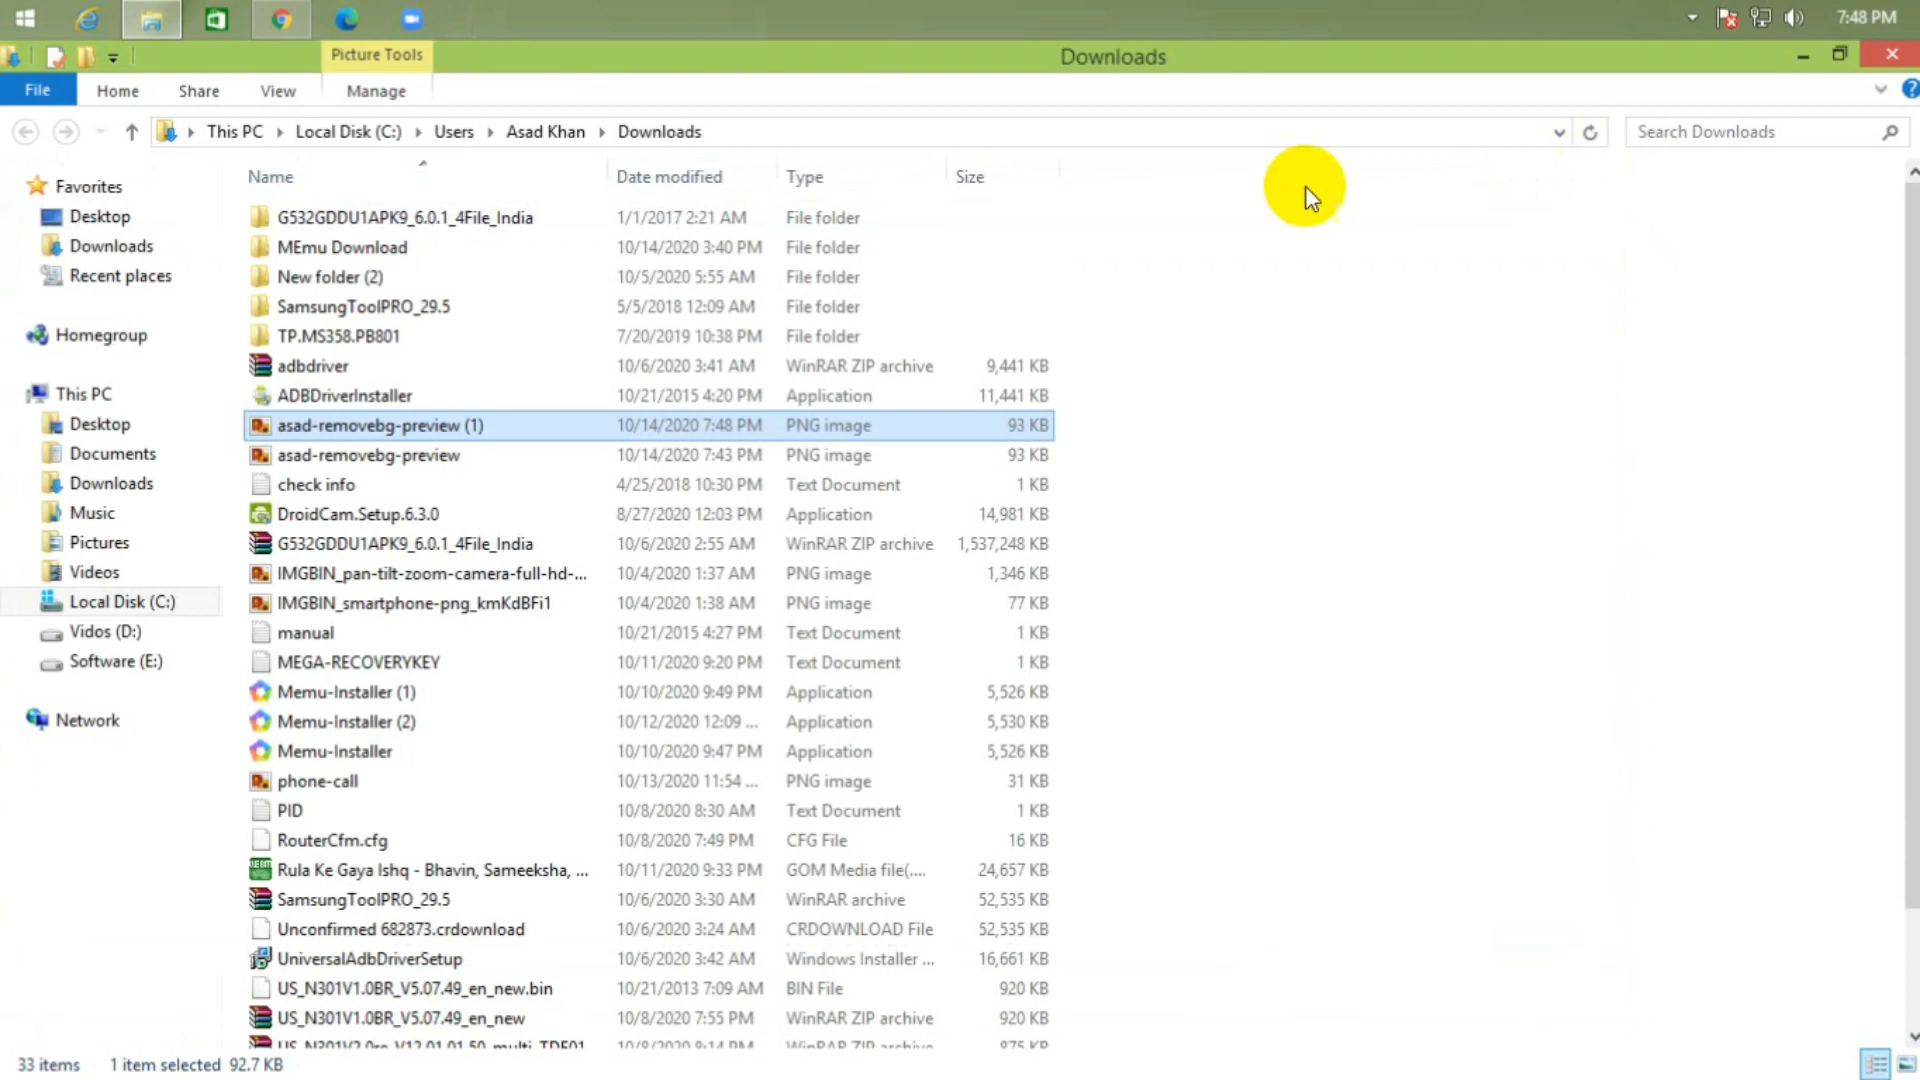 7:48 PM
Picture Tools
Downloads
File Home Share View Manage
This PC Local Disk (C:) Users Asad Khan Downloads
Search Downloads
Name Date modified Type Size
Favorites
Desktop
Downloads
Recent places
Homegroup
This PC
Desktop
Documents
Downloads
Music
Pictures
Videos
Local Disk (C:)
Vidos (D:)
Software (E:)
Network
G532GDDU1APK9_6.0.1_4File_India 1/1/2017 2:21 AM File folder
MEmu Download 10/14/2020 3:40 PM File folder
New folder (2) 10/5/2020 5:55 AM File folder
SamsungToolPRO_29.5 5/5/2018 12:09 AM File folder
TP.MS358.PB801 7/20/2019 10:38 PM File folder
adbdriver 10/6/2020 3:41 AM WinRAR ZIP archive 9,441 KB
ADBDriverInstaller 10/21/2015 4:20 PM Application 11,441 KB
asad-removebg-preview (1) 10/14/2020 7:48 PM PNG image 93 KB
asad-removebg-preview 10/14/2020 7:43 PM PNG image 93 KB
check info 4/25/2018 10:30 PM Text Document 1 KB
DroidCam.Setup.6.3.0 8/27/2020 12:03 PM Application 14,981 KB
G532GDDU1APK9_6.0.1_4File_India 10/6/2020 2:55 AM WinRAR ZIP archive 1,537,248 KB
IMGBIN_pan-tilt-zoom-camera-full-hd-... 10/4/2020 1:37 AM PNG image 1,346 KB
IMGBIN_smartphone-png_kmKdBFi1 10/4/2020 1:38 AM PNG image 77 KB
manual 10/21/2015 4:27 PM Text Document 1 KB
MEGA-RECOVERYKEY 10/11/2020 9:20 PM Text Document 1 KB
Memu-Installer (1) 10/10/2020 9:49 PM Application 5,526 KB
Memu-Installer (2) 10/12/2020 12:09 ... Application 5,530 KB
Memu-Installer 10/10/2020 9:47 PM Application 5,526 KB
phone-call 10/13/2020 11:54 ... PNG image 31 KB
PID 10/8/2020 8:30 AM Text Document 1 KB
RouterCfm.cfg 10/8/2020 7:49 PM CFG File 16 KB
Rula Ke Gaya Ishq - Bhavin, Sameeksha, ... 10/11/2020 9:33 PM GOM Media file(.... 24,657 KB
SamsungToolPRO_29.5 10/6/2020 3:30 AM WinRAR archive 52,535 KB
Unconfirmed 682873.crdownload 10/6/2020 3:24 AM CRDOWNLOAD File 52,535 KB
UniversalAdbDriverSetup 10/6/2020 3:42 AM Windows Installer ... 16,661 KB
US_N301V1.0BR_V5.07.49_en_new.bin 10/21/2013 7:09 AM BIN File 920 KB
US_N301V1.0BR_V5.07.49_en_new 10/8/2020 7:55 PM WinRAR ZIP archive 920 KB
10/8/2020 8:14 PM WinRAR ZIP archive 875 KB
33 items 1 item selected 92.7 KB